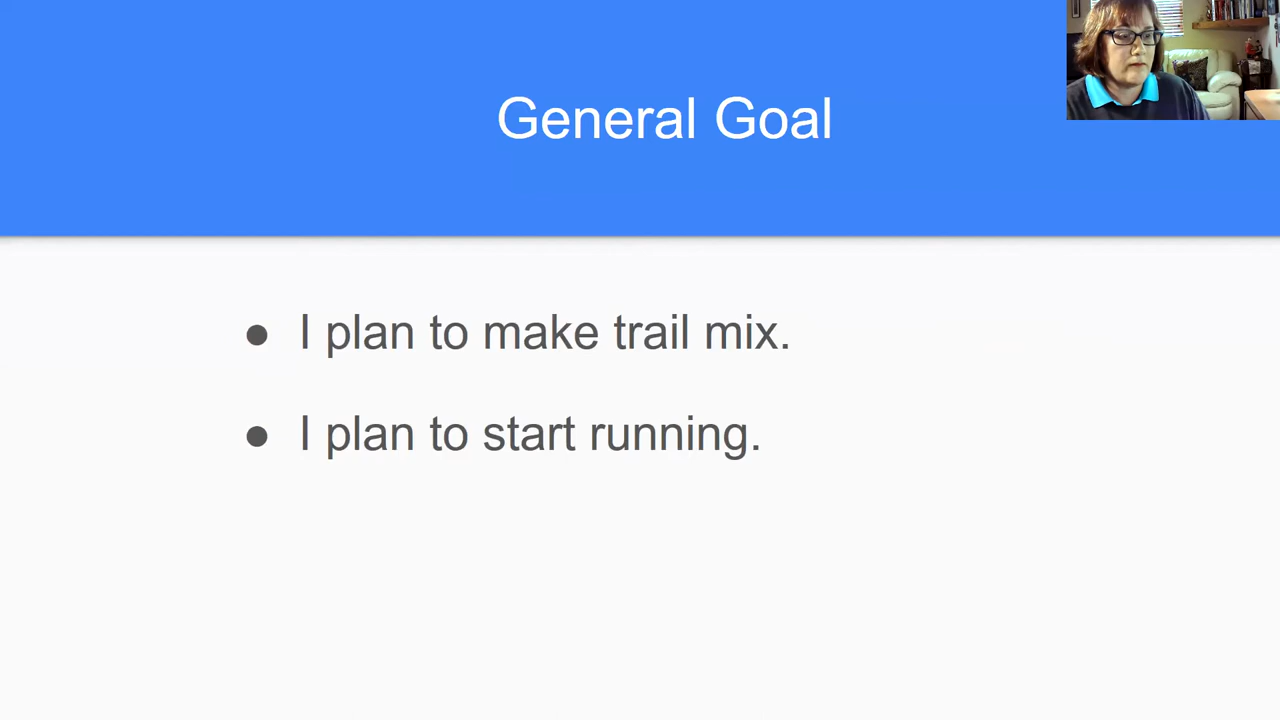 General Goal
● I plan to make trail mix.
● I plan to start running.